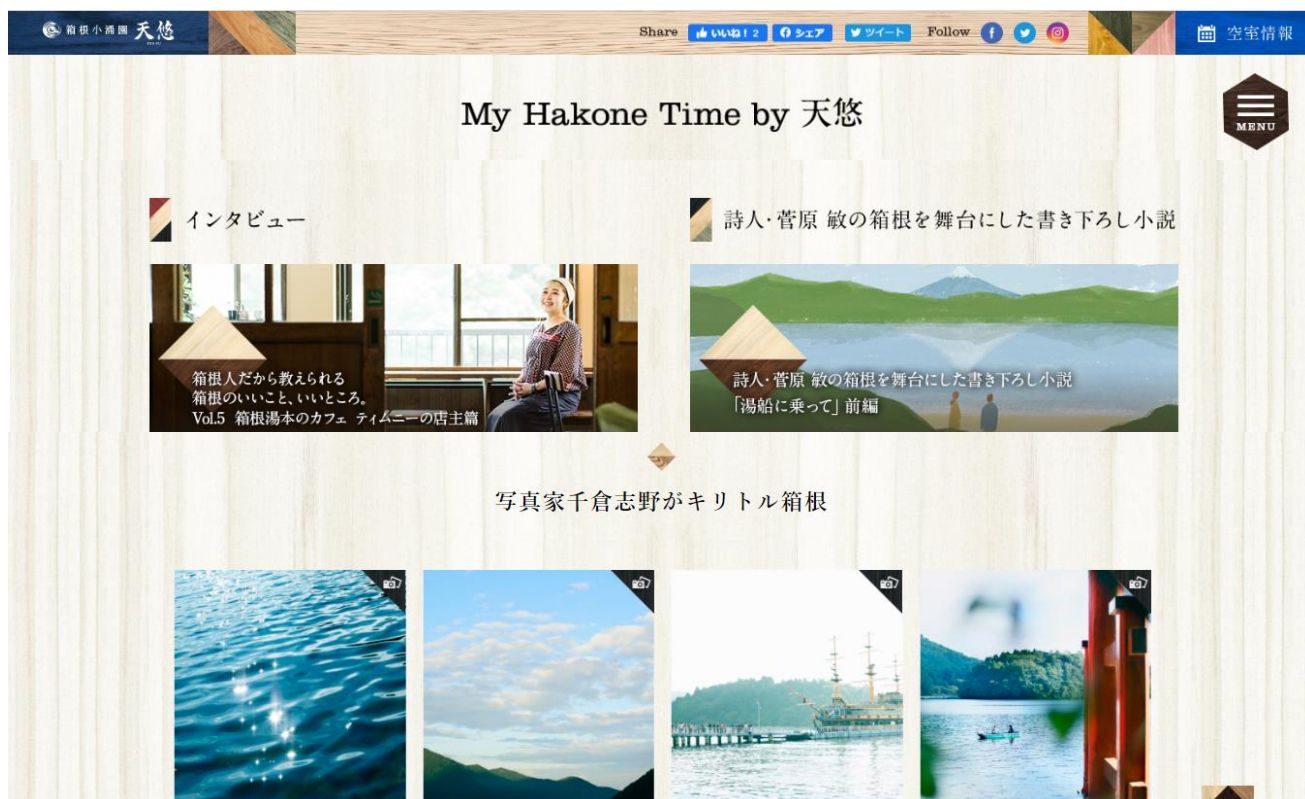 箱根小涌園 天悠
Share いいね！2 シェア ツイート Follow
空室情報
My Hakone Time by 天悠
MENU
インタビュー
詩人・菅原 敏の箱根を舞台にした書き下ろし小説
箱根人だから教えられる
箱根のいいこと、いいところ。
Vol.5 箱根湯本のカフェ ティムニーの店主篇
詩人・菅原 敏の箱根を舞台にした書き下ろし小説
「湯船に乗って」前編
写真家千倉志野がキリトル箱根